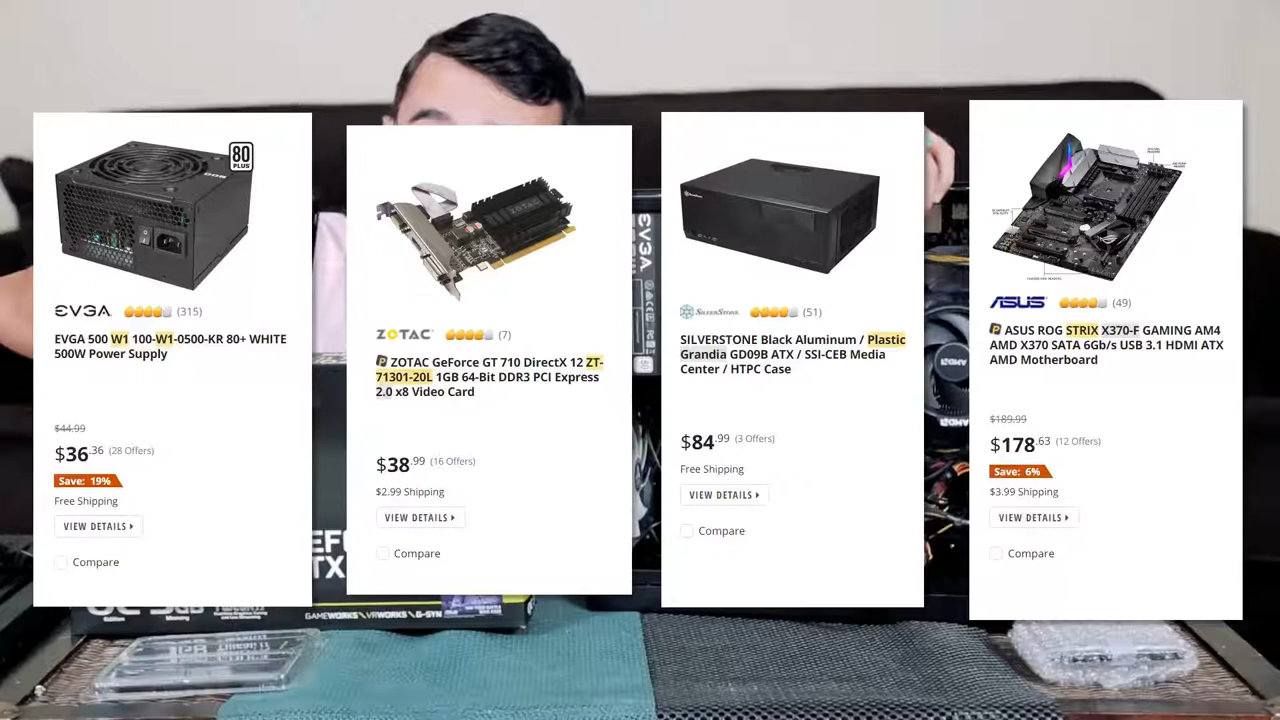 80
PLUS
EVGA
(315)
EVGA 500 W1 100-W1-0500-KR 80+ WHITE
500W Power Supply
$44.99
$36.36 (28 Offers)
Save: 19%
Free Shipping
VIEW DETAILS
Compare
ZOTAC
ZOTAC
(7)
ZOTAC GeForce GT 710 DirectX 12 ZT-
71301-20L 1GB 64-Bit DDR3 PCI Express
2.0 x8 Video Card
$38.99 (16 Offers)
$2.99 Shipping
VIEW DETAILS
Compare
SILVERSTONE
(51)
SILVERSTONE Black Aluminum / Plastic
Grandia GD09B ATX / SSI-CEB Media
Center / HTPC Case
$84.99 (3 Offers)
Free Shipping
VIEW DETAILS
Compare
ASUS
(49)
ASUS ROG STRIX X370-F GAMING AM4
AMD X370 SATA 6Gb/s USB 3.1 HDMI ATX
AMD Motherboard
$189.99
$178.63 (12 Offers)
Save: 6%
$3.99 Shipping
VIEW DETAILS
Compare
EVGA
GAMEWORKS VRWORKS G-SYN